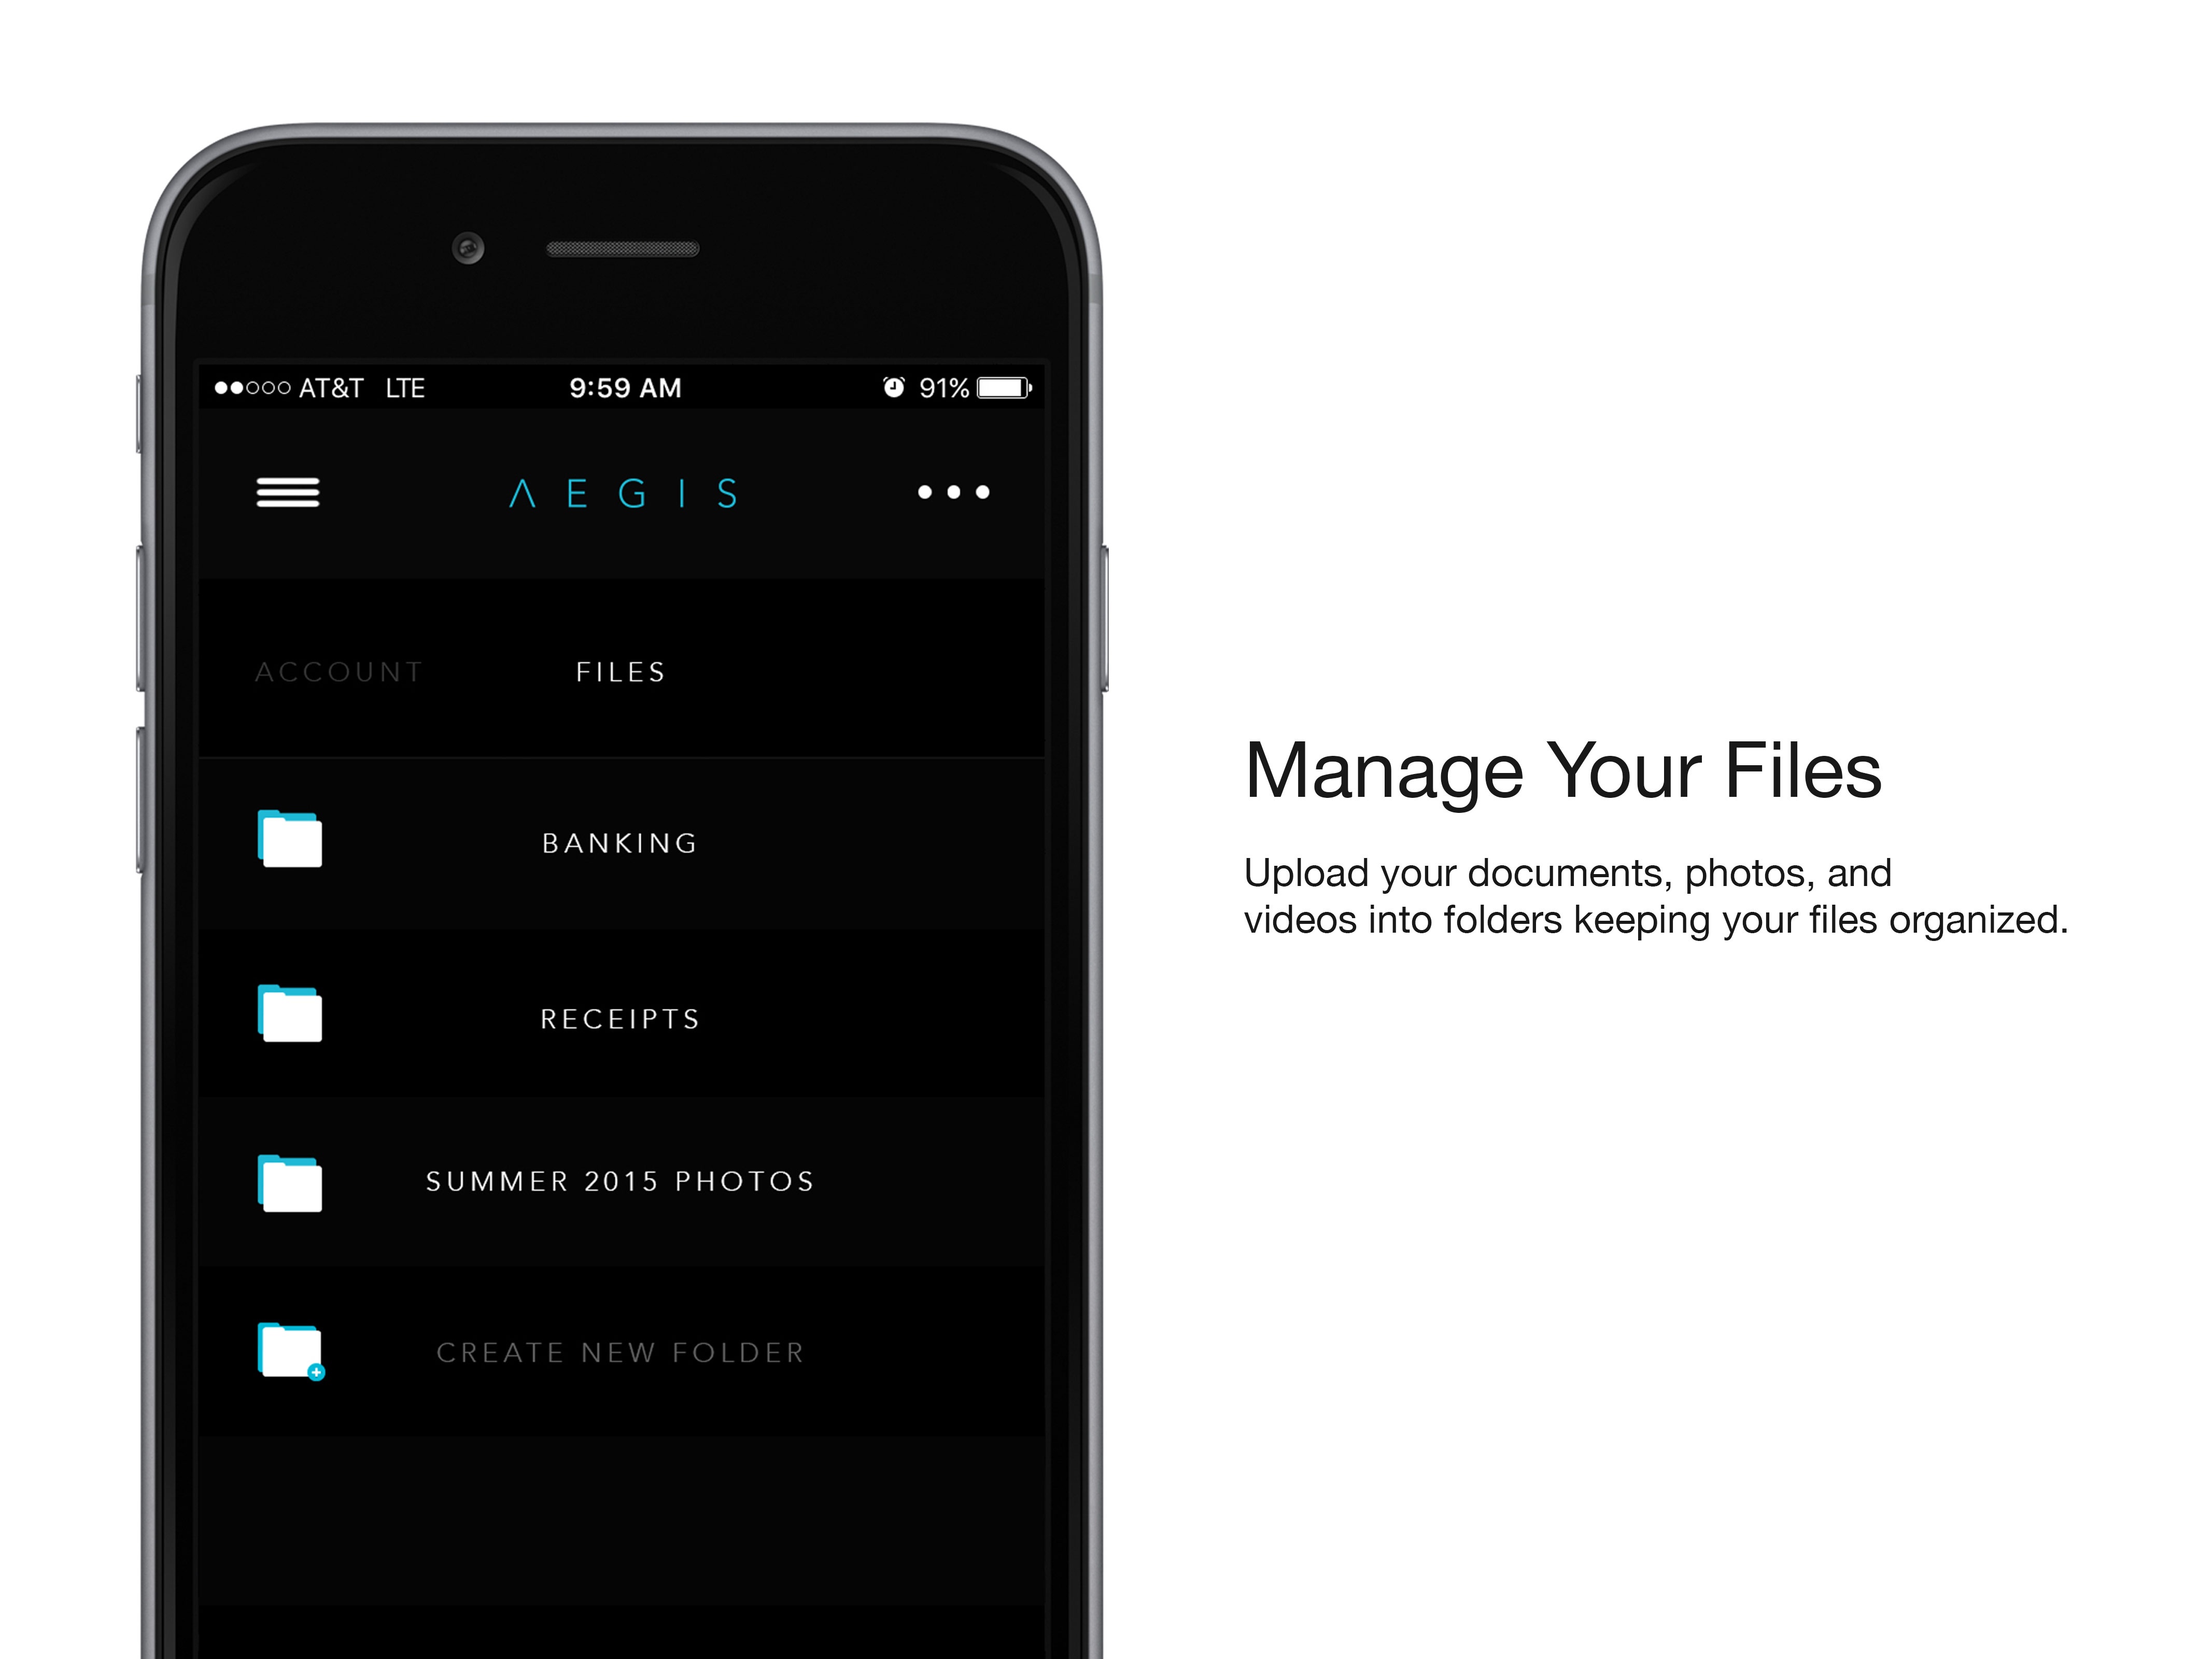 AT&T LTE 9:59 AM 91%
ΛEGIS
ACCOUNT FILES
BANKING
RECEIPTS
SUMMER 2015 PHOTOS
CREATE NEW FOLDER
Manage Your Files
Upload your documents, photos, and
videos into folders keeping your files organized.